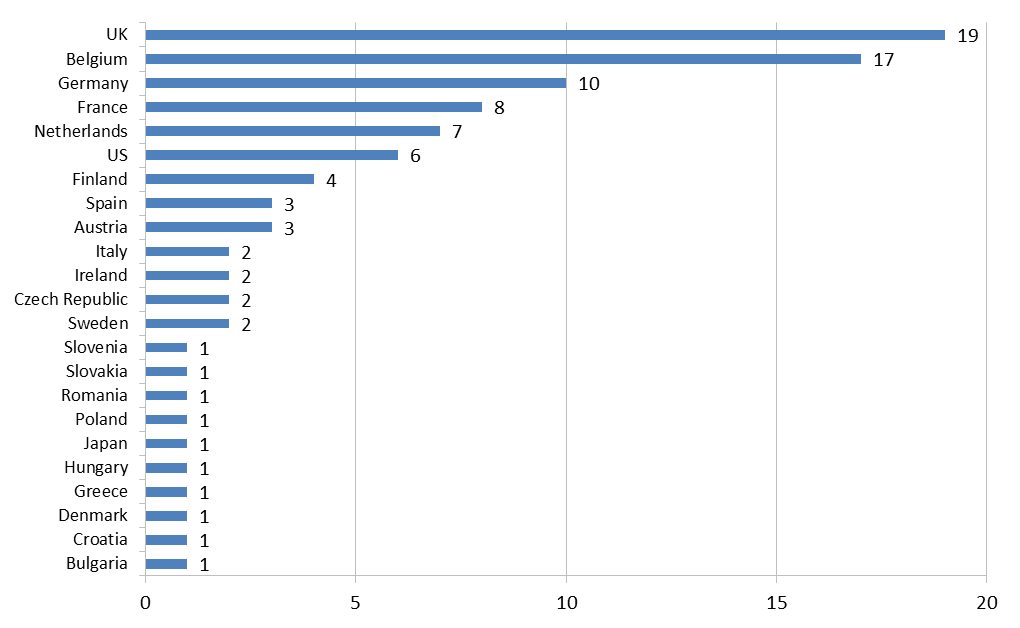 UK 19
Belgium 17
Germany 10
France 8
Netherlands 7
US 6
Finland 4
Spain 3
Austria 3
Italy 2
Ireland 2
Czech Republic 2
Sweden 2
Slovenia 1
Slovakia 1
Romania 1
Poland 1
Japan 1
Hungary 1
Greece 1
Denmark 1
Croatia 1
Bulgaria 1
0 5 10 15 20